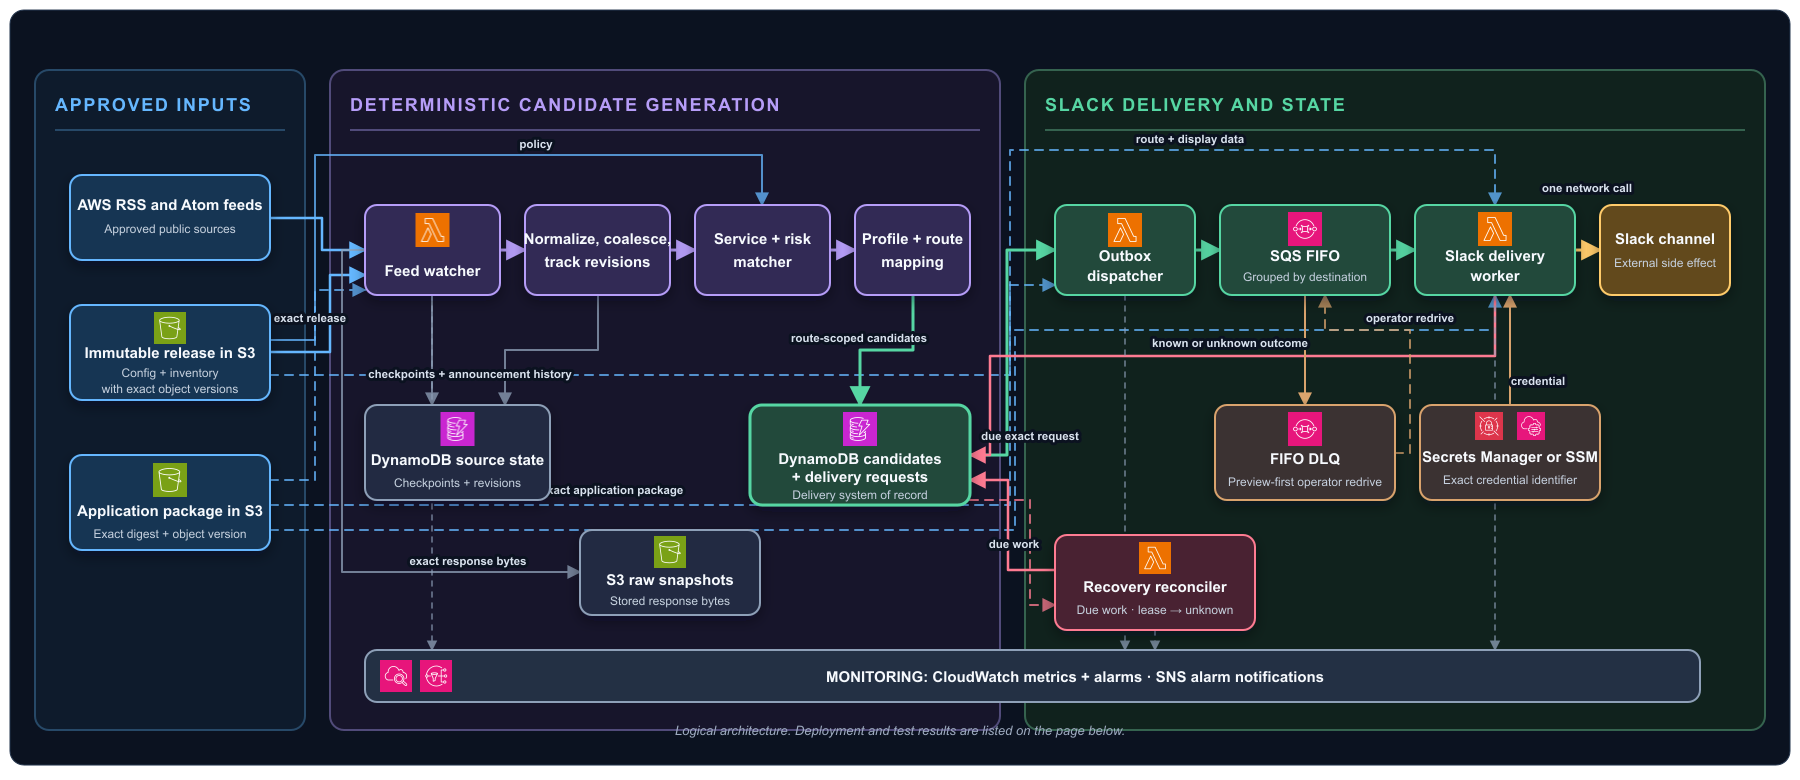 APPROVED INPUTS
AWS RSS and Atom feeds
Approved public sources
exact release
Immutable release in S3
Config + inventory
with exact object versions
Application package in S3
Exact digest + object version
DETERMINISTIC CANDIDATE GENERATION
policy
Feed watcher
Normalize, coalesce,
track revisions
Service + risk
matcher
Profile + route
mapping
route-scoped candidates
checkpoints + announcement history
DynamoDB source state
Checkpoints + revisions
DynamoDB candidates
+ delivery requests
Delivery system of record
xact application package
exact response bytes
S3 raw snapshots
Stored response bytes
SLACK DELIVERY AND STATE
route + display data
one network call
Outbox
dispatcher
SQS FIFO
Grouped by destination
Slack delivery
worker
Slack channel
External side effect
operator redrive
known or unknown outcome
credential
due exact request
FIFO DLQ
Preview-first operator redrive
Secrets Manager or SSM
Exact credential identifier
due work
Recovery reconciler
Due work · lease → unknown
MONITORING: CloudWatch metrics + alarms · SNS alarm notifications
Logical architecture. Deployment and test results are listed on the page below.